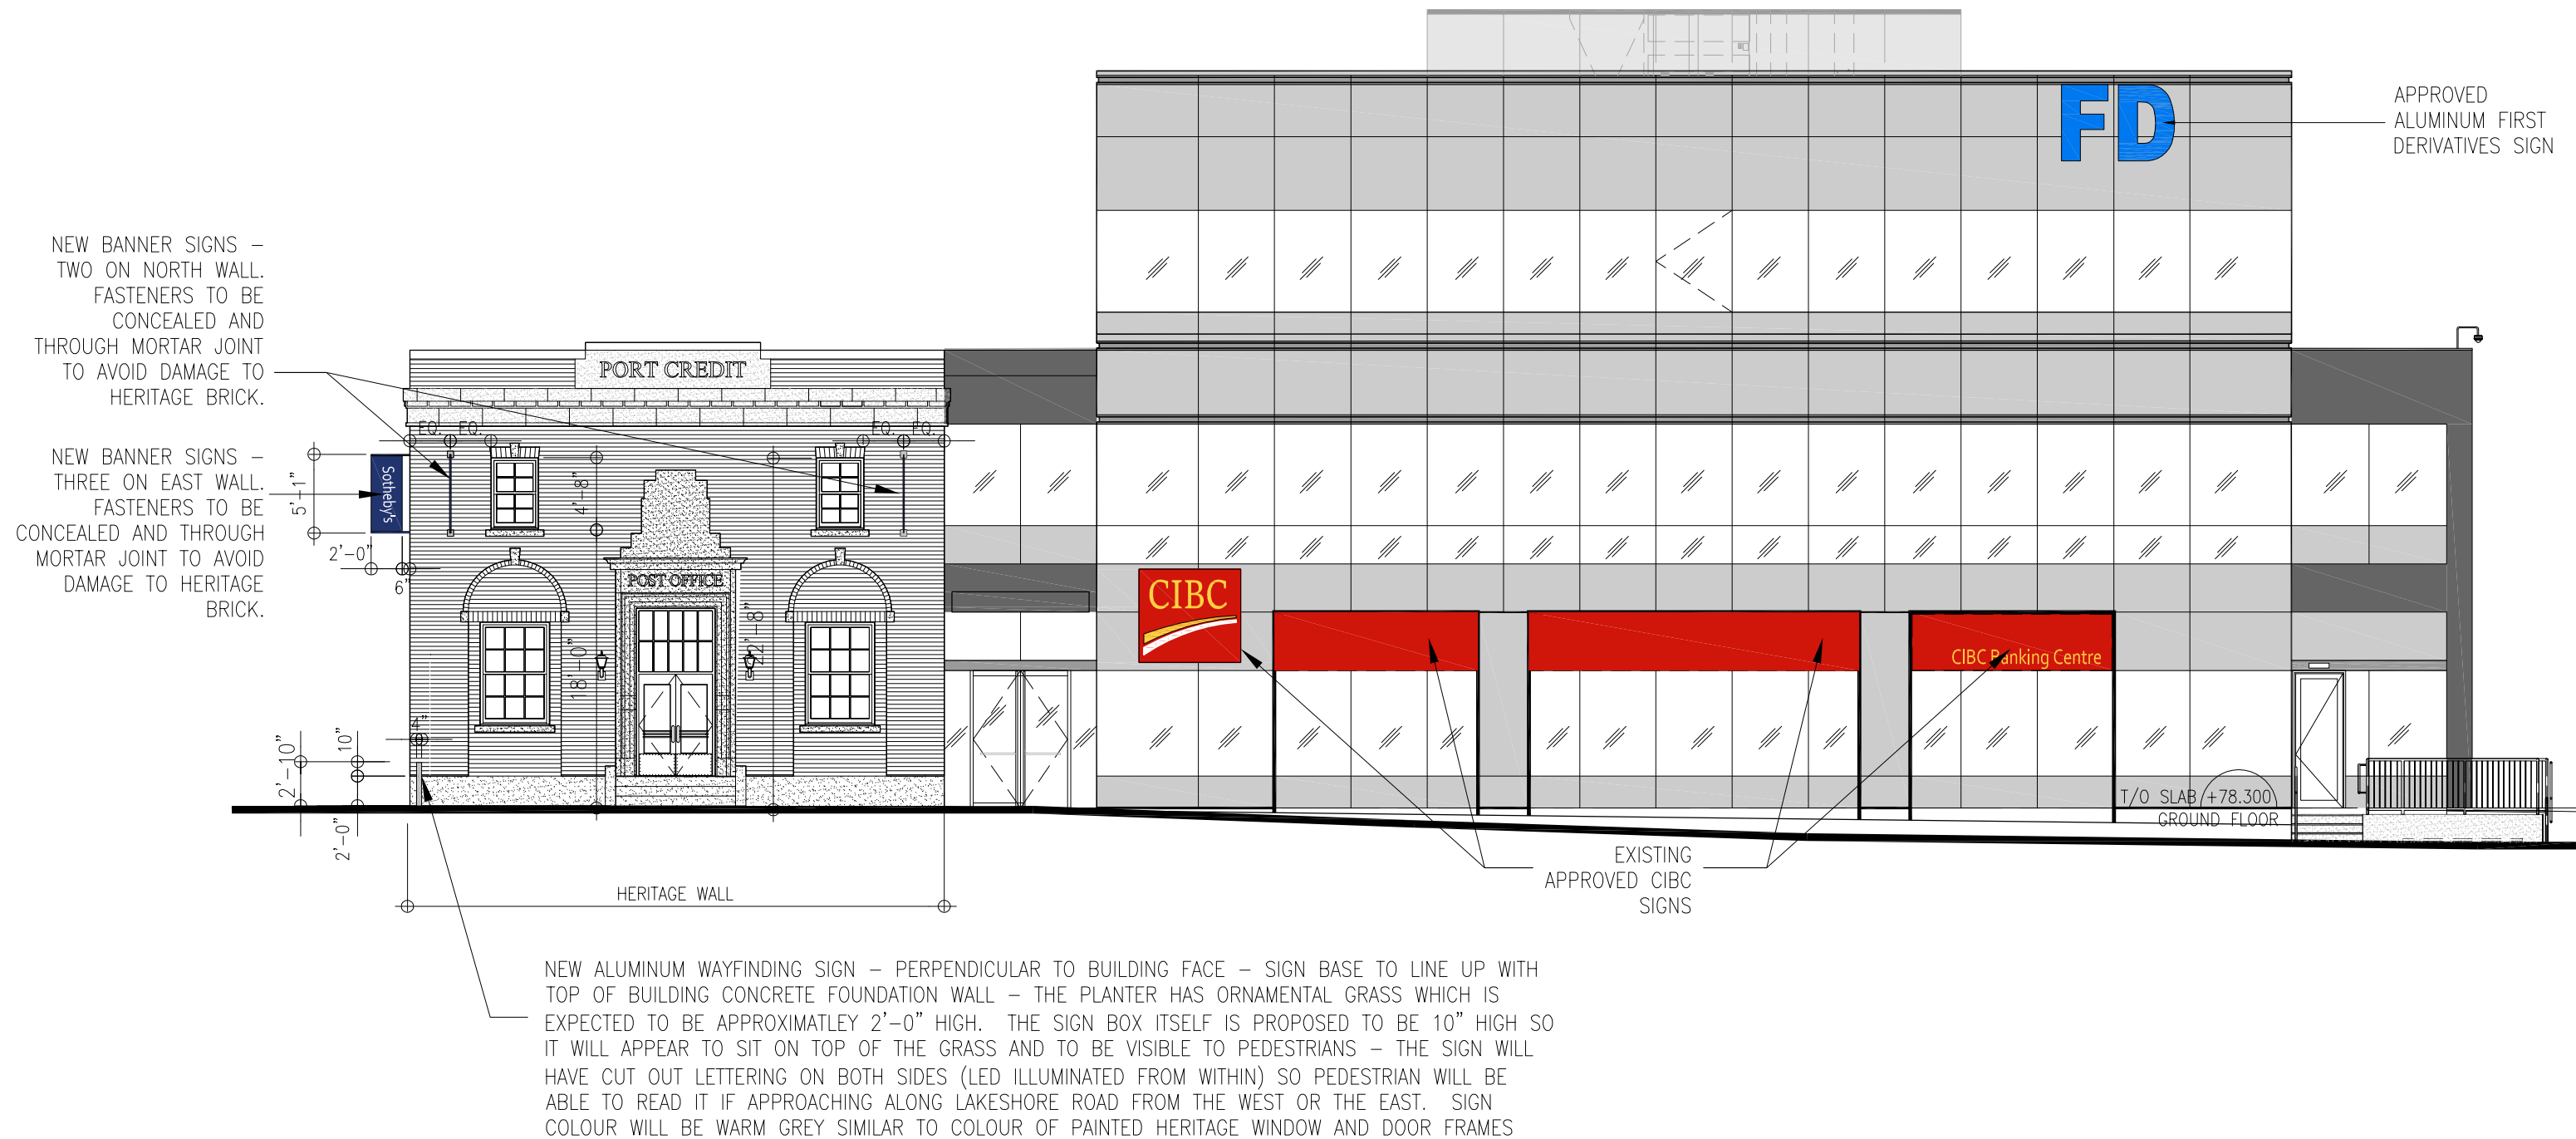 FD
APPROVED
ALUMINUM FIRST
DERIVATIVES SIGN
NEW BANNER SIGNS –
TWO ON NORTH WALL.
FASTENERS TO BE
CONCEALED AND
THROUGH MORTAR JOINT
TO AVOID DAMAGE TO
HERITAGE BRICK.
PORT CREDIT
EQ. EQ.
EQ. EQ.
NEW BANNER SIGNS –
THREE ON EAST WALL.
FASTENERS TO BE
CONCEALED AND THROUGH
MORTAR JOINT TO AVOID
DAMAGE TO HERITAGE
BRICK.
5'-1"
Sotheby's
2'-0"
6"
4'-8"
POST OFFICE
18'-0"
22'-8"
CIBC
CIBC Banking Centre
4"
2'-10"
10"
2'-0"
T/O SLAB +78.300
GROUND FLOOR
HERITAGE WALL
EXISTING
APPROVED CIBC
SIGNS
NEW ALUMINUM WAYFINDING SIGN – PERPENDICULAR TO BUILDING FACE – SIGN BASE TO LINE UP WITH
TOP OF BUILDING CONCRETE FOUNDATION WALL – THE PLANTER HAS ORNAMENTAL GRASS WHICH IS
EXPECTED TO BE APPROXIMATLEY 2'-0" HIGH. THE SIGN BOX ITSELF IS PROPOSED TO BE 10" HIGH SO
IT WILL APPEAR TO SIT ON TOP OF THE GRASS AND TO BE VISIBLE TO PEDESTRIANS – THE SIGN WILL
HAVE CUT OUT LETTERING ON BOTH SIDES (LED ILLUMINATED FROM WITHIN) SO PEDESTRIAN WILL BE
ABLE TO READ IT IF APPROACHING ALONG LAKESHORE ROAD FROM THE WEST OR THE EAST. SIGN
COLOUR WILL BE WARM GREY SIMILAR TO COLOUR OF PAINTED HERITAGE WINDOW AND DOOR FRAMES